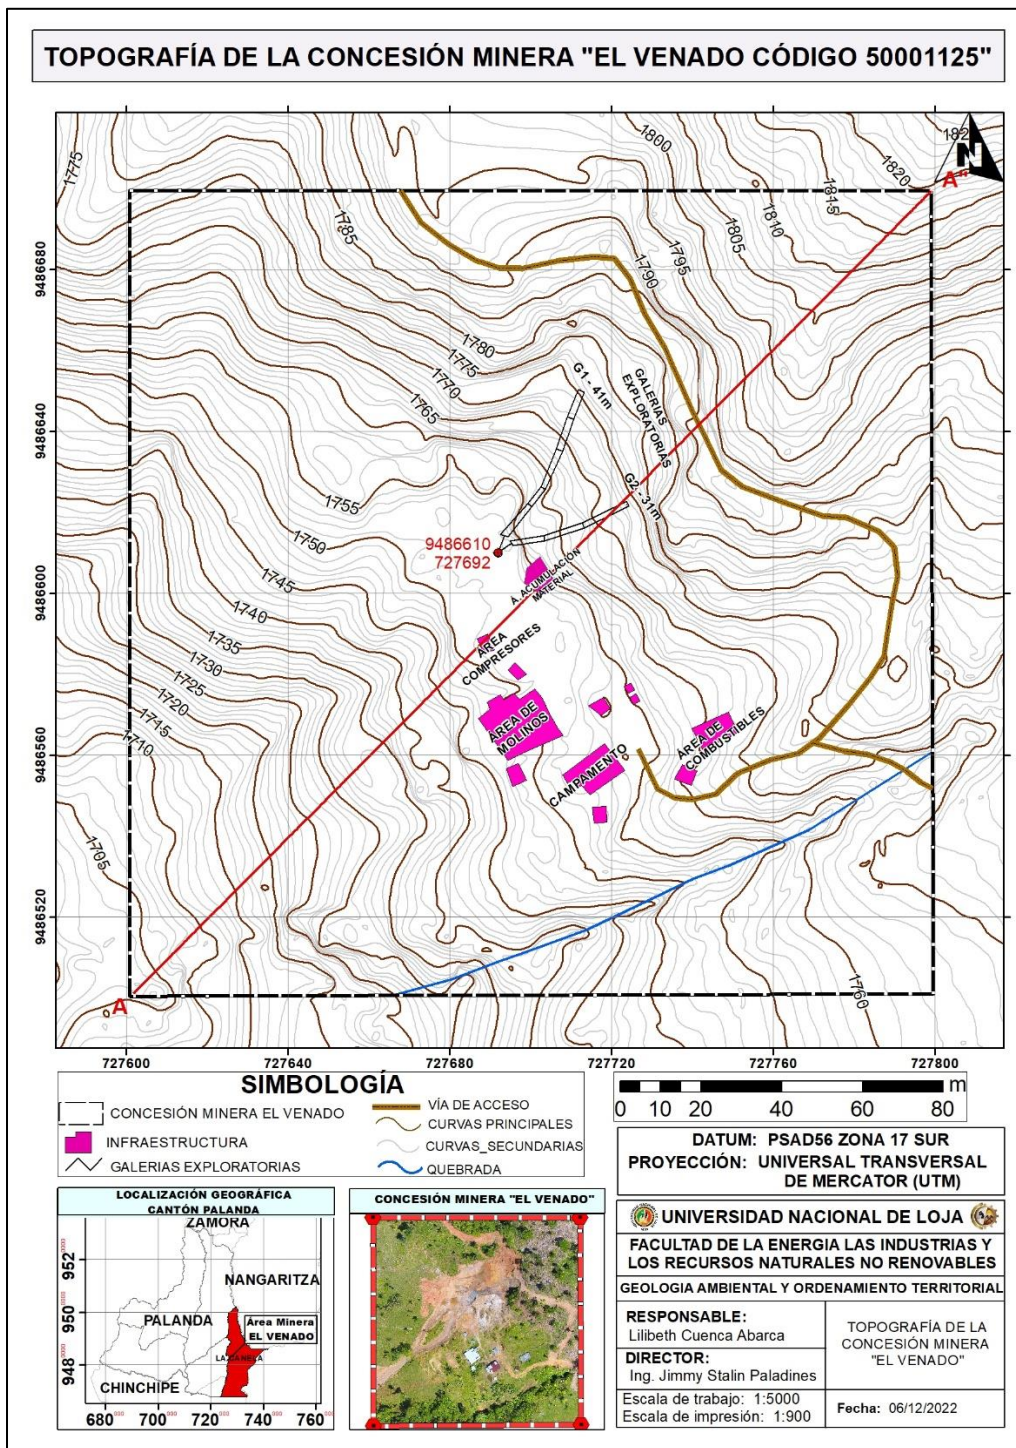 TOPOGRAFÍA DE LA CONCESIÓN MINERA "EL VENADO CÓDIGO 50001125"
1775
1785
1800
1820
N
A"
1815
1810
1805
1795
1790
9486680
9486640
9486600
9486560
9486520
1780
1775
1770
1765
1755
1750
1745
1740
1735
1730
1725
1720
1715
1710
1705
1760
G1 - 41m
GALERIAS
EXPLORATORIAS
G2 - 31m
9486610
727692
A. ACUMULACIÓN
MATERIAL
ÁREA
COMPRESORES
ÁREA DE
MOLINOS
CAMPAMENTO
ÁREA DE
COMBUSTIBLES
A
727600
727640
727680
727720
727760
727800
SIMBOLOGÍA
CONCESIÓN MINERA EL VENADO
INFRAESTRUCTURA
GALERIAS EXPLORATORIAS
VÍA DE ACCESO
CURVAS PRINCIPALES
CURVAS_SECUNDARIAS
QUEBRADA
m
0 10 20 40 60 80
DATUM: PSAD56 ZONA 17 SUR
PROYECCIÓN: UNIVERSAL TRANSVERSAL
DE MERCATOR (UTM)
LOCALIZACIÓN GEOGRÁFICA
CANTÓN PALANDA
ZAMORA
NANGARITZA
PALANDA
Área Minera
EL VENADO
CHINCHIPE
952
950
948
680 700 720 740 760
CONCESIÓN MINERA "EL VENADO"
UNIVERSIDAD NACIONAL DE LOJA
FACULTAD DE LA ENERGIA LAS INDUSTRIAS Y
LOS RECURSOS NATURALES NO RENOVABLES
GEOLOGIA AMBIENTAL Y ORDENAMIENTO TERRITORIAL
RESPONSABLE:
Lilibeth Cuenca Abarca
DIRECTOR:
Ing. Jimmy Stalin Paladines
TOPOGRAFÍA DE LA
CONCESIÓN MINERA
"EL VENADO"
Escala de trabajo: 1:5000
Escala de impresión: 1:900
Fecha: 06/12/2022